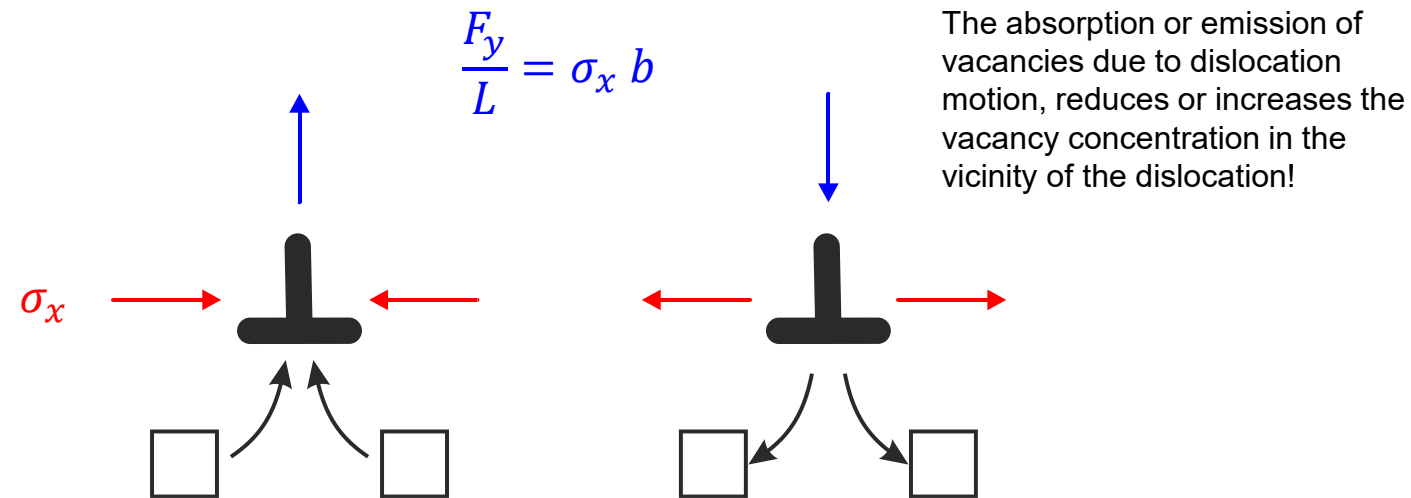 F_y/L = σ_x b
The absorption or emission of
vacancies due to dislocation
motion, reduces or increases the
vacancy concentration in the
vicinity of the dislocation!
σ_x